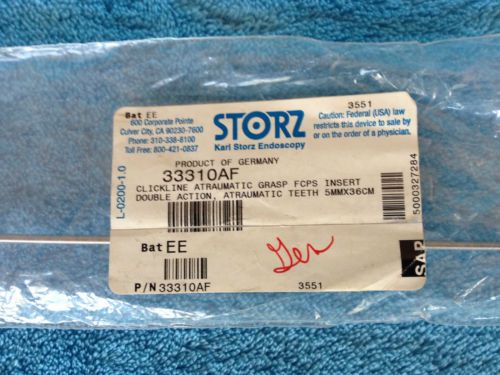 Bat EE
600 Corporate Pointe
Culver City, CA 90230-7600
Phone: 310-338-8100
Toll Free: 800-421-0837
STORZ
Karl Storz Endoscopy
3551
Caution: Federal (USA) law
restricts this device to sale by
or on the order of a physician.
PRODUCT OF GERMANY
33310AF
CLICKLINE ATRAUMATIC GRASP FCPS INSERT
DOUBLE ACTION, ATRAUMATIC TEETH 5MMX36CM
L-0200-1.0
5000327284
Bat EE
P/N 33310AF
3551
SAP